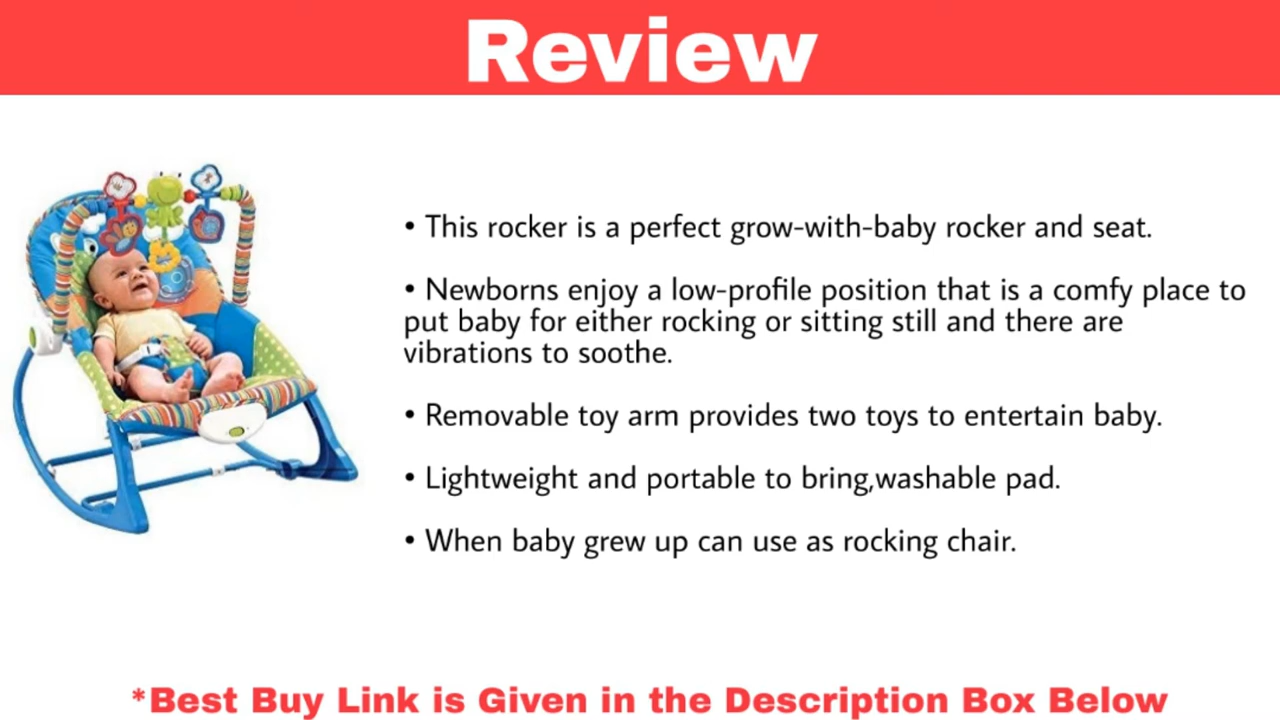 Review
• This rocker is a perfect grow-with-baby rocker and seat.
• Newborns enjoy a low-profile position that is a comfy place to
put baby for either rocking or sitting still and there are
vibrations to soothe.
• Removable toy arm provides two toys to entertain baby.
• Lightweight and portable to bring,washable pad.
• When baby grew up can use as rocking chair.
*Best Buy Link is Given in the Description Box Below